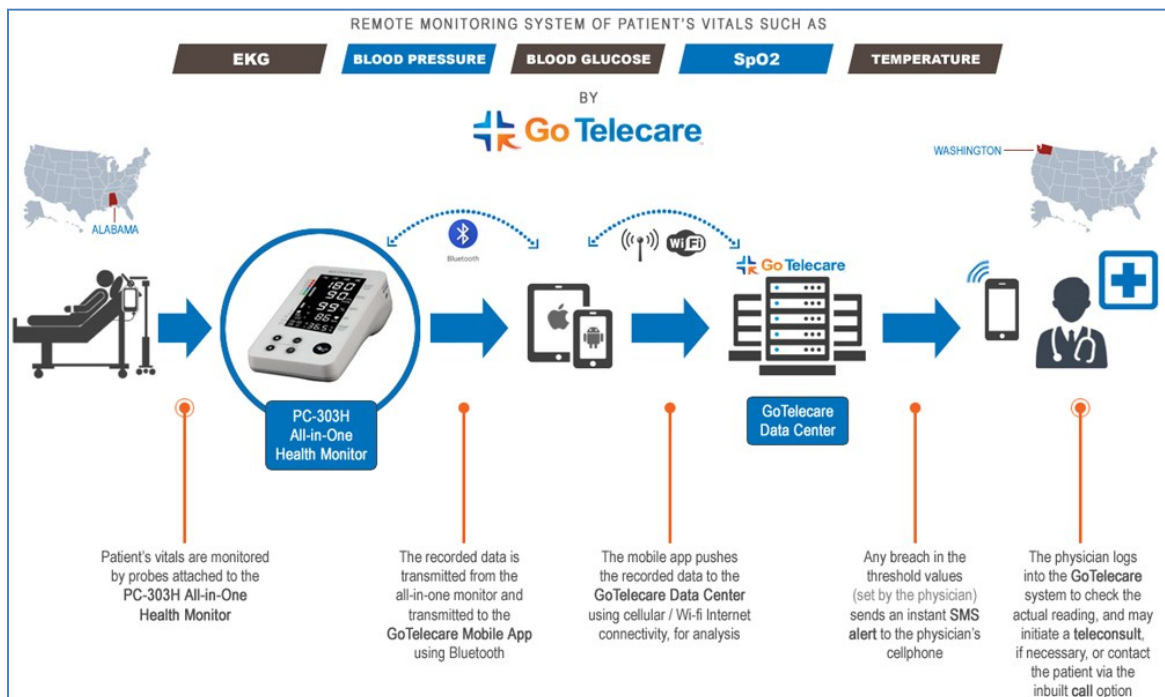 REMOTE MONITORING SYSTEM OF PATIENT'S VITALS SUCH AS
EKG
BLOOD PRESSURE
BLOOD GLUCOSE
SpO2
TEMPERATURE
BY
Go Telecare
ALABAMA
WASHINGTON
Bluetooth
WiFi
Go Telecare
180
90
99
86
36.5
PC-303H
All-in-One
Health Monitor
GoTelecare
Data Center
Patient's vitals are monitored
by probes attached to the
PC-303H All-in-One
Health Monitor
The recorded data is
transmitted from the
all-in-one monitor and
transmitted to the
GoTelecare Mobile App
using Bluetooth
The mobile app pushes
the recorded data to the
GoTelecare Data Center
using cellular / Wi-fi Internet
connectivity, for analysis
Any breach in the
threshold values
(set by the physician)
sends an instant SMS
alert to the physician's
cellphone
The physician logs
into the GoTelecare
system to check the
actual reading, and may
initiate a teleconsult,
if necessary, or contact
the patient via the
inbuilt call option